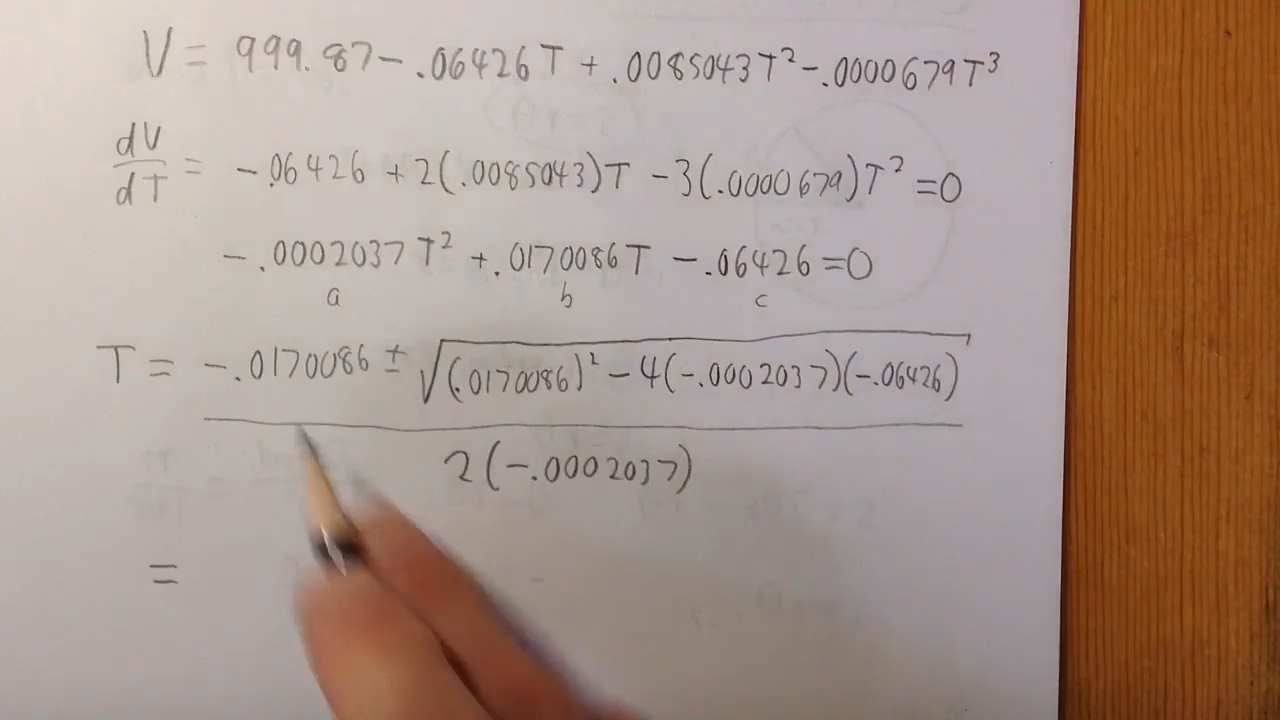 V = 999.87 - .06426T + .0085043T² - .0000679T³
dV/dT = -.06426 + 2(.0085043)T - 3(.0000679)T² = 0
-.0002037T² + .0170086T - .06426 = 0
a b c
T = -.0170086 ± √((.0170086)² - 4(-.0002037)(-.06426))
2(-.0002037)
=